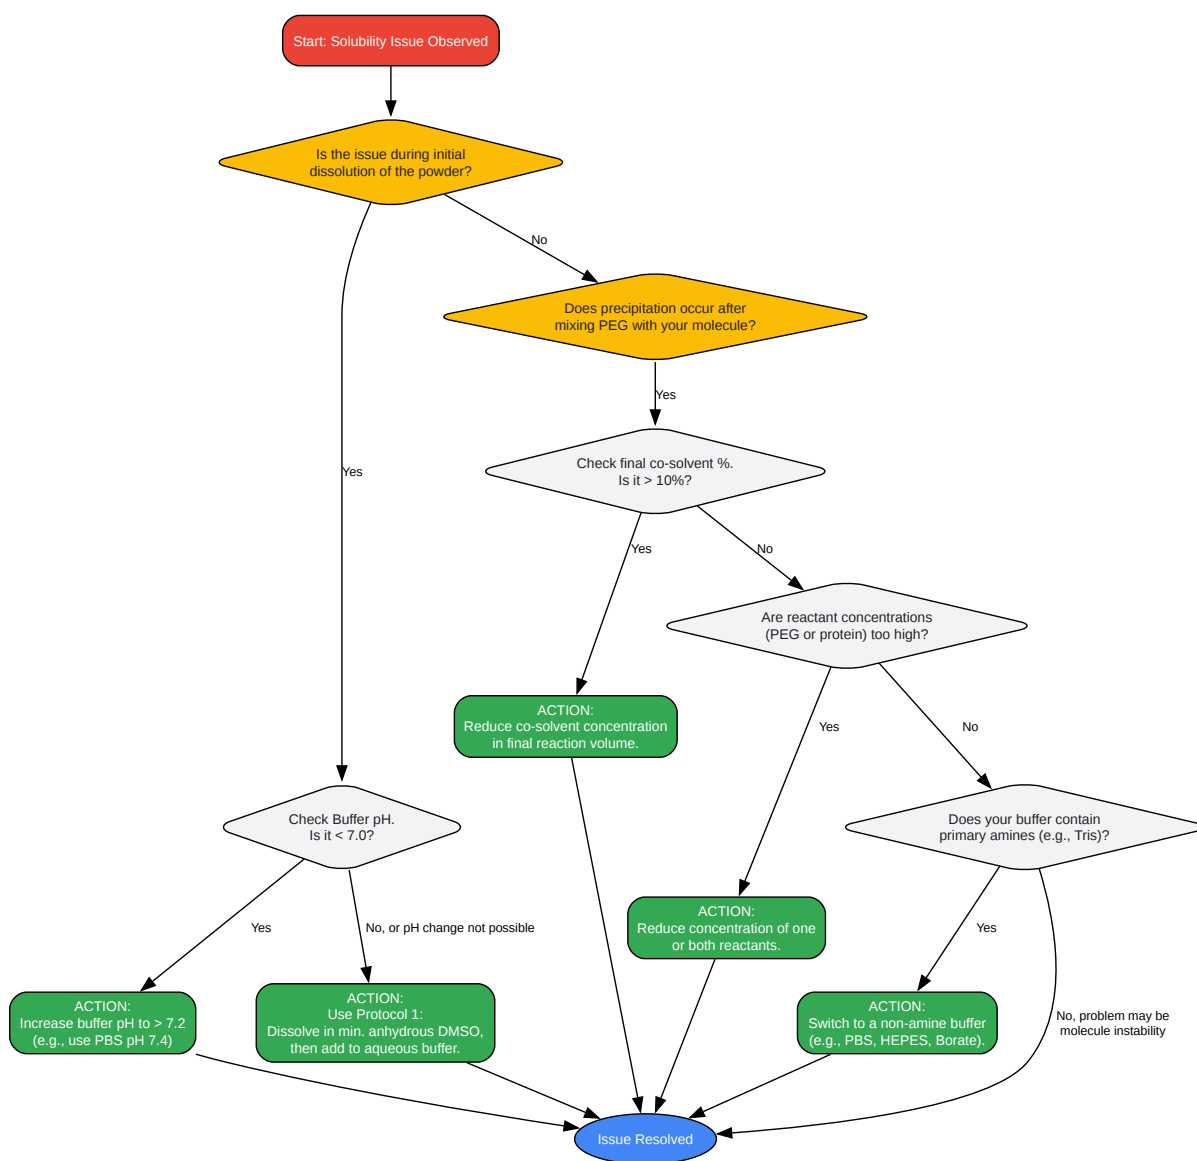 Start: Solubility Issue Observed
Is the issue during initial
dissolution of the powder?
No
Does precipitation occur after
mixing PEG with your molecule?
Yes
Check final co-solvent %.
Is it > 10%?
Yes
Yes
No
Are reactant concentrations
(PEG or protein) too high?
ACTION:
Reduce co-solvent concentration
in final reaction volume.
Yes
No
Check Buffer pH.
Is it < 7.0?
Does your buffer contain
primary amines (e.g., Tris)?
ACTION:
Reduce concentration of one
or both reactants.
Yes
No, or pH change not possible
Yes
ACTION:
Increase buffer pH to > 7.2
(e.g., use PBS pH 7.4)
ACTION:
Use Protocol 1:
Dissolve in min. anhydrous DMSO,
then add to aqueous buffer.
ACTION:
Switch to a non-amine buffer
(e.g., PBS, HEPES, Borate).
No, problem may be
molecule instability
Issue Resolved